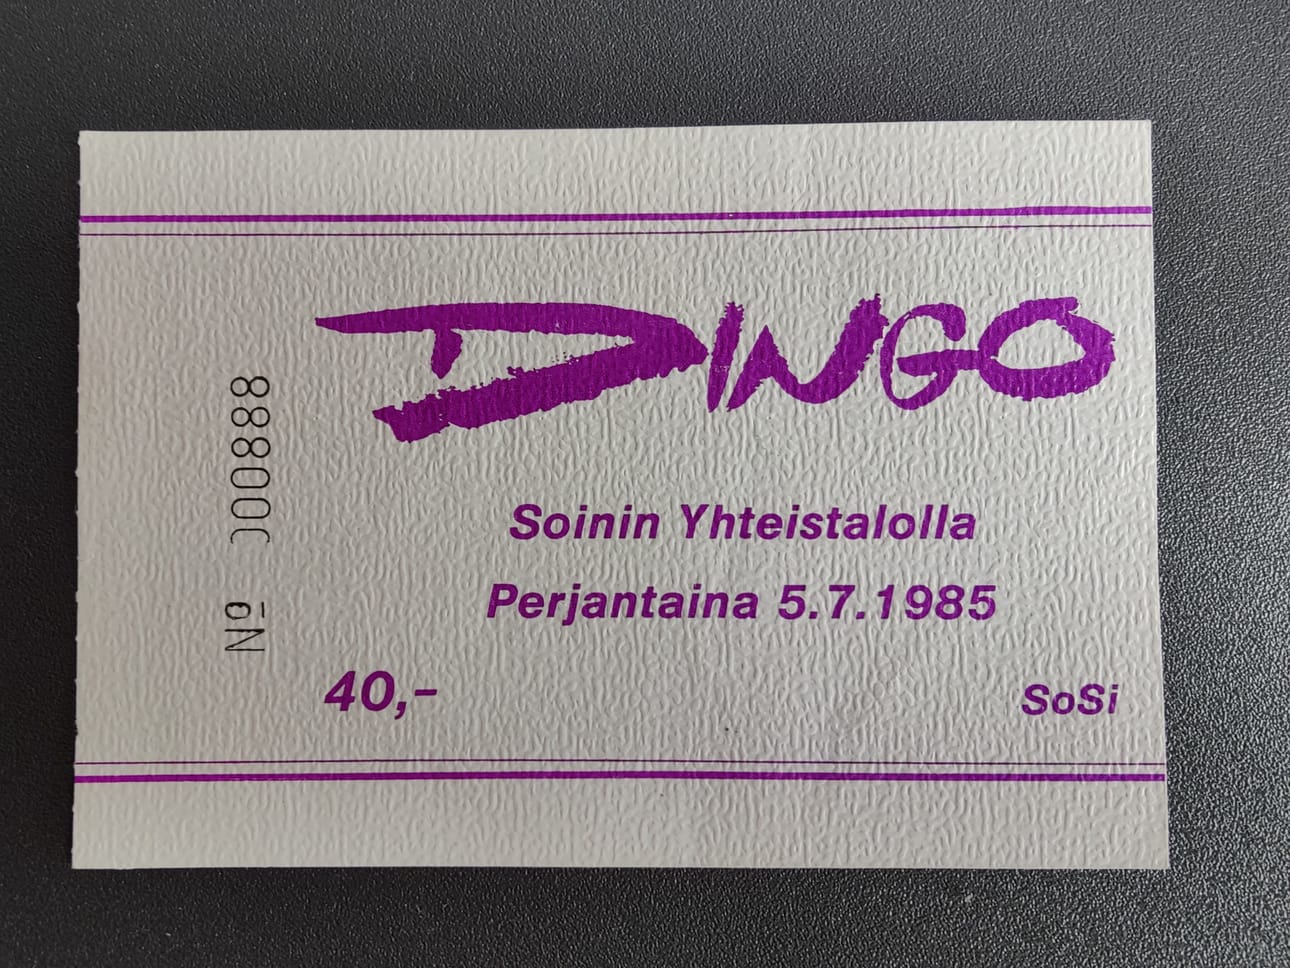 DINGO
Soinin Yhteistalolla
Perjantaina 5.7.1985
40,-
SoSi
Nº 000888